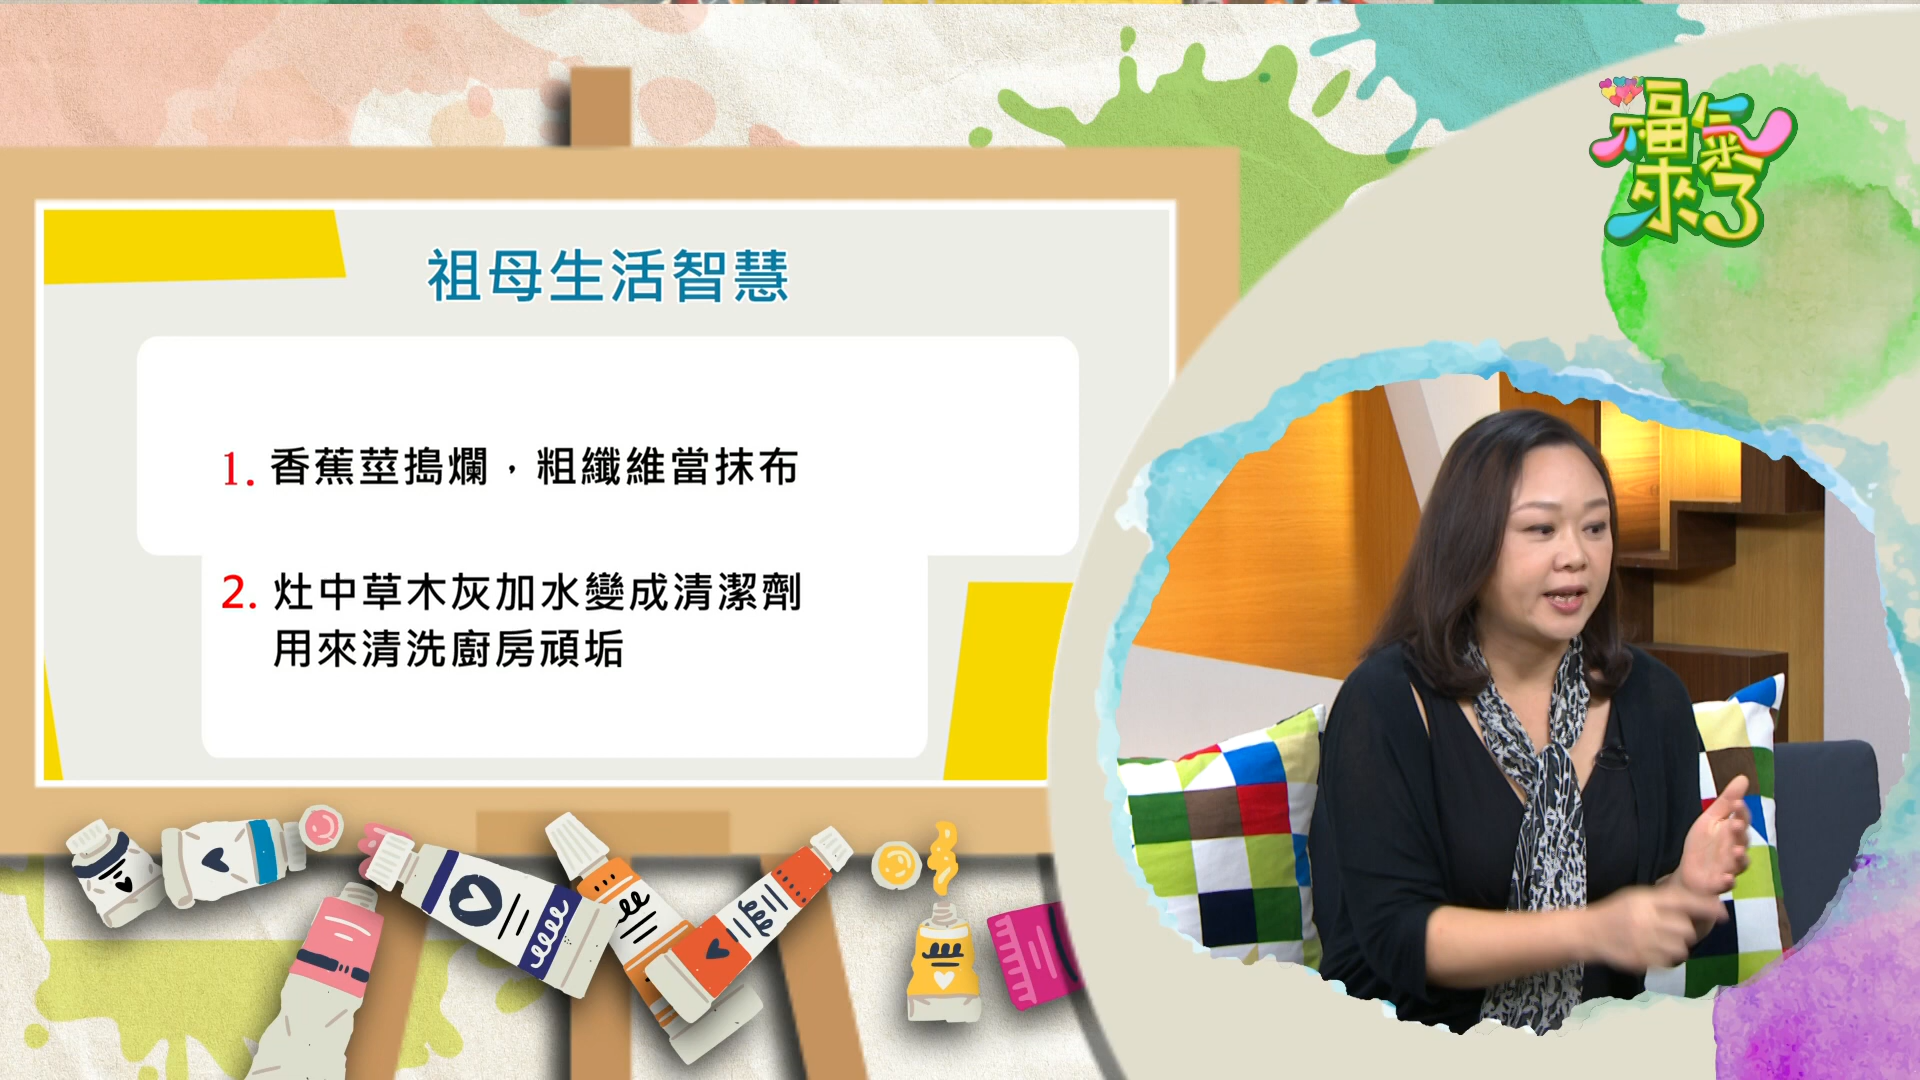 福氣來了
祖母生活智慧
1. 香蕉莖搗爛，粗纖維當抹布
2. 灶中草木灰加水變成清潔劑
用來清洗廚房頑垢